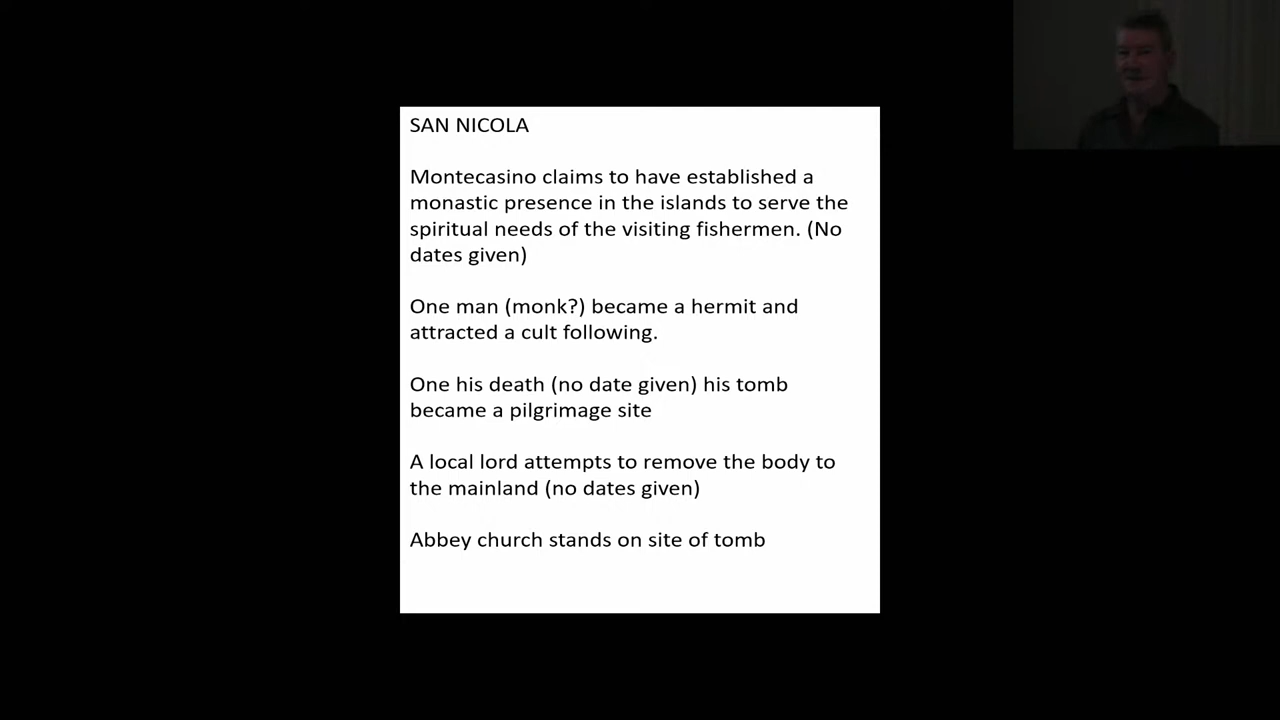 SAN NICOLA
Montecasino claims to have established a
monastic presence in the islands to serve the
spiritual needs of the visiting fishermen. (No
dates given)
One man (monk?) became a hermit and
attracted a cult following.
One his death (no date given) his tomb
became a pilgrimage site
A local lord attempts to remove the body to
the mainland (no dates given)
Abbey church stands on site of tomb